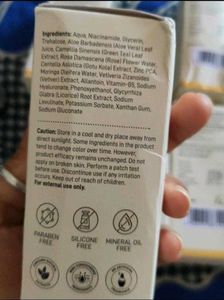 Ingredients: Aqua, Niacinamide, Glycerin,
Trehalose, Aloe Barbadensis (Aloe Vera) Leaf
Juice, Camellia Sinensis (Green Tea) Leaf
Extract, Rosa Damascena (Rose) Flower Water,
Centella Asiatica (Gotu Kola) Extract, Zinc PCA,
Moringa Oleifera Water, Vetiveria Zizanoides
(Vetiver) Extract, Allantoin, Vitamin-B5, Sodium
Hyaluronate, Phenoxyethanol, Glycyrrhiza
Glabra (Licorice) Root Extract, Sodium
Levulinate, Potassium Sorbate, Xanthan Gum,
Sodium Gluconate
Caution: Store in a cool and dry place away from
direct sunlight. Some ingredients in the product
tend to change color over time. However,
product efficacy remains unchanged. Do not
apply on broken skin. Perform a patch test
before use. Discontinue use if any irritation
occurs. Keep out of reach of children.
For external use only.
PARABEN
FREE
SILICONE
FREE
MINERAL OIL
FREE